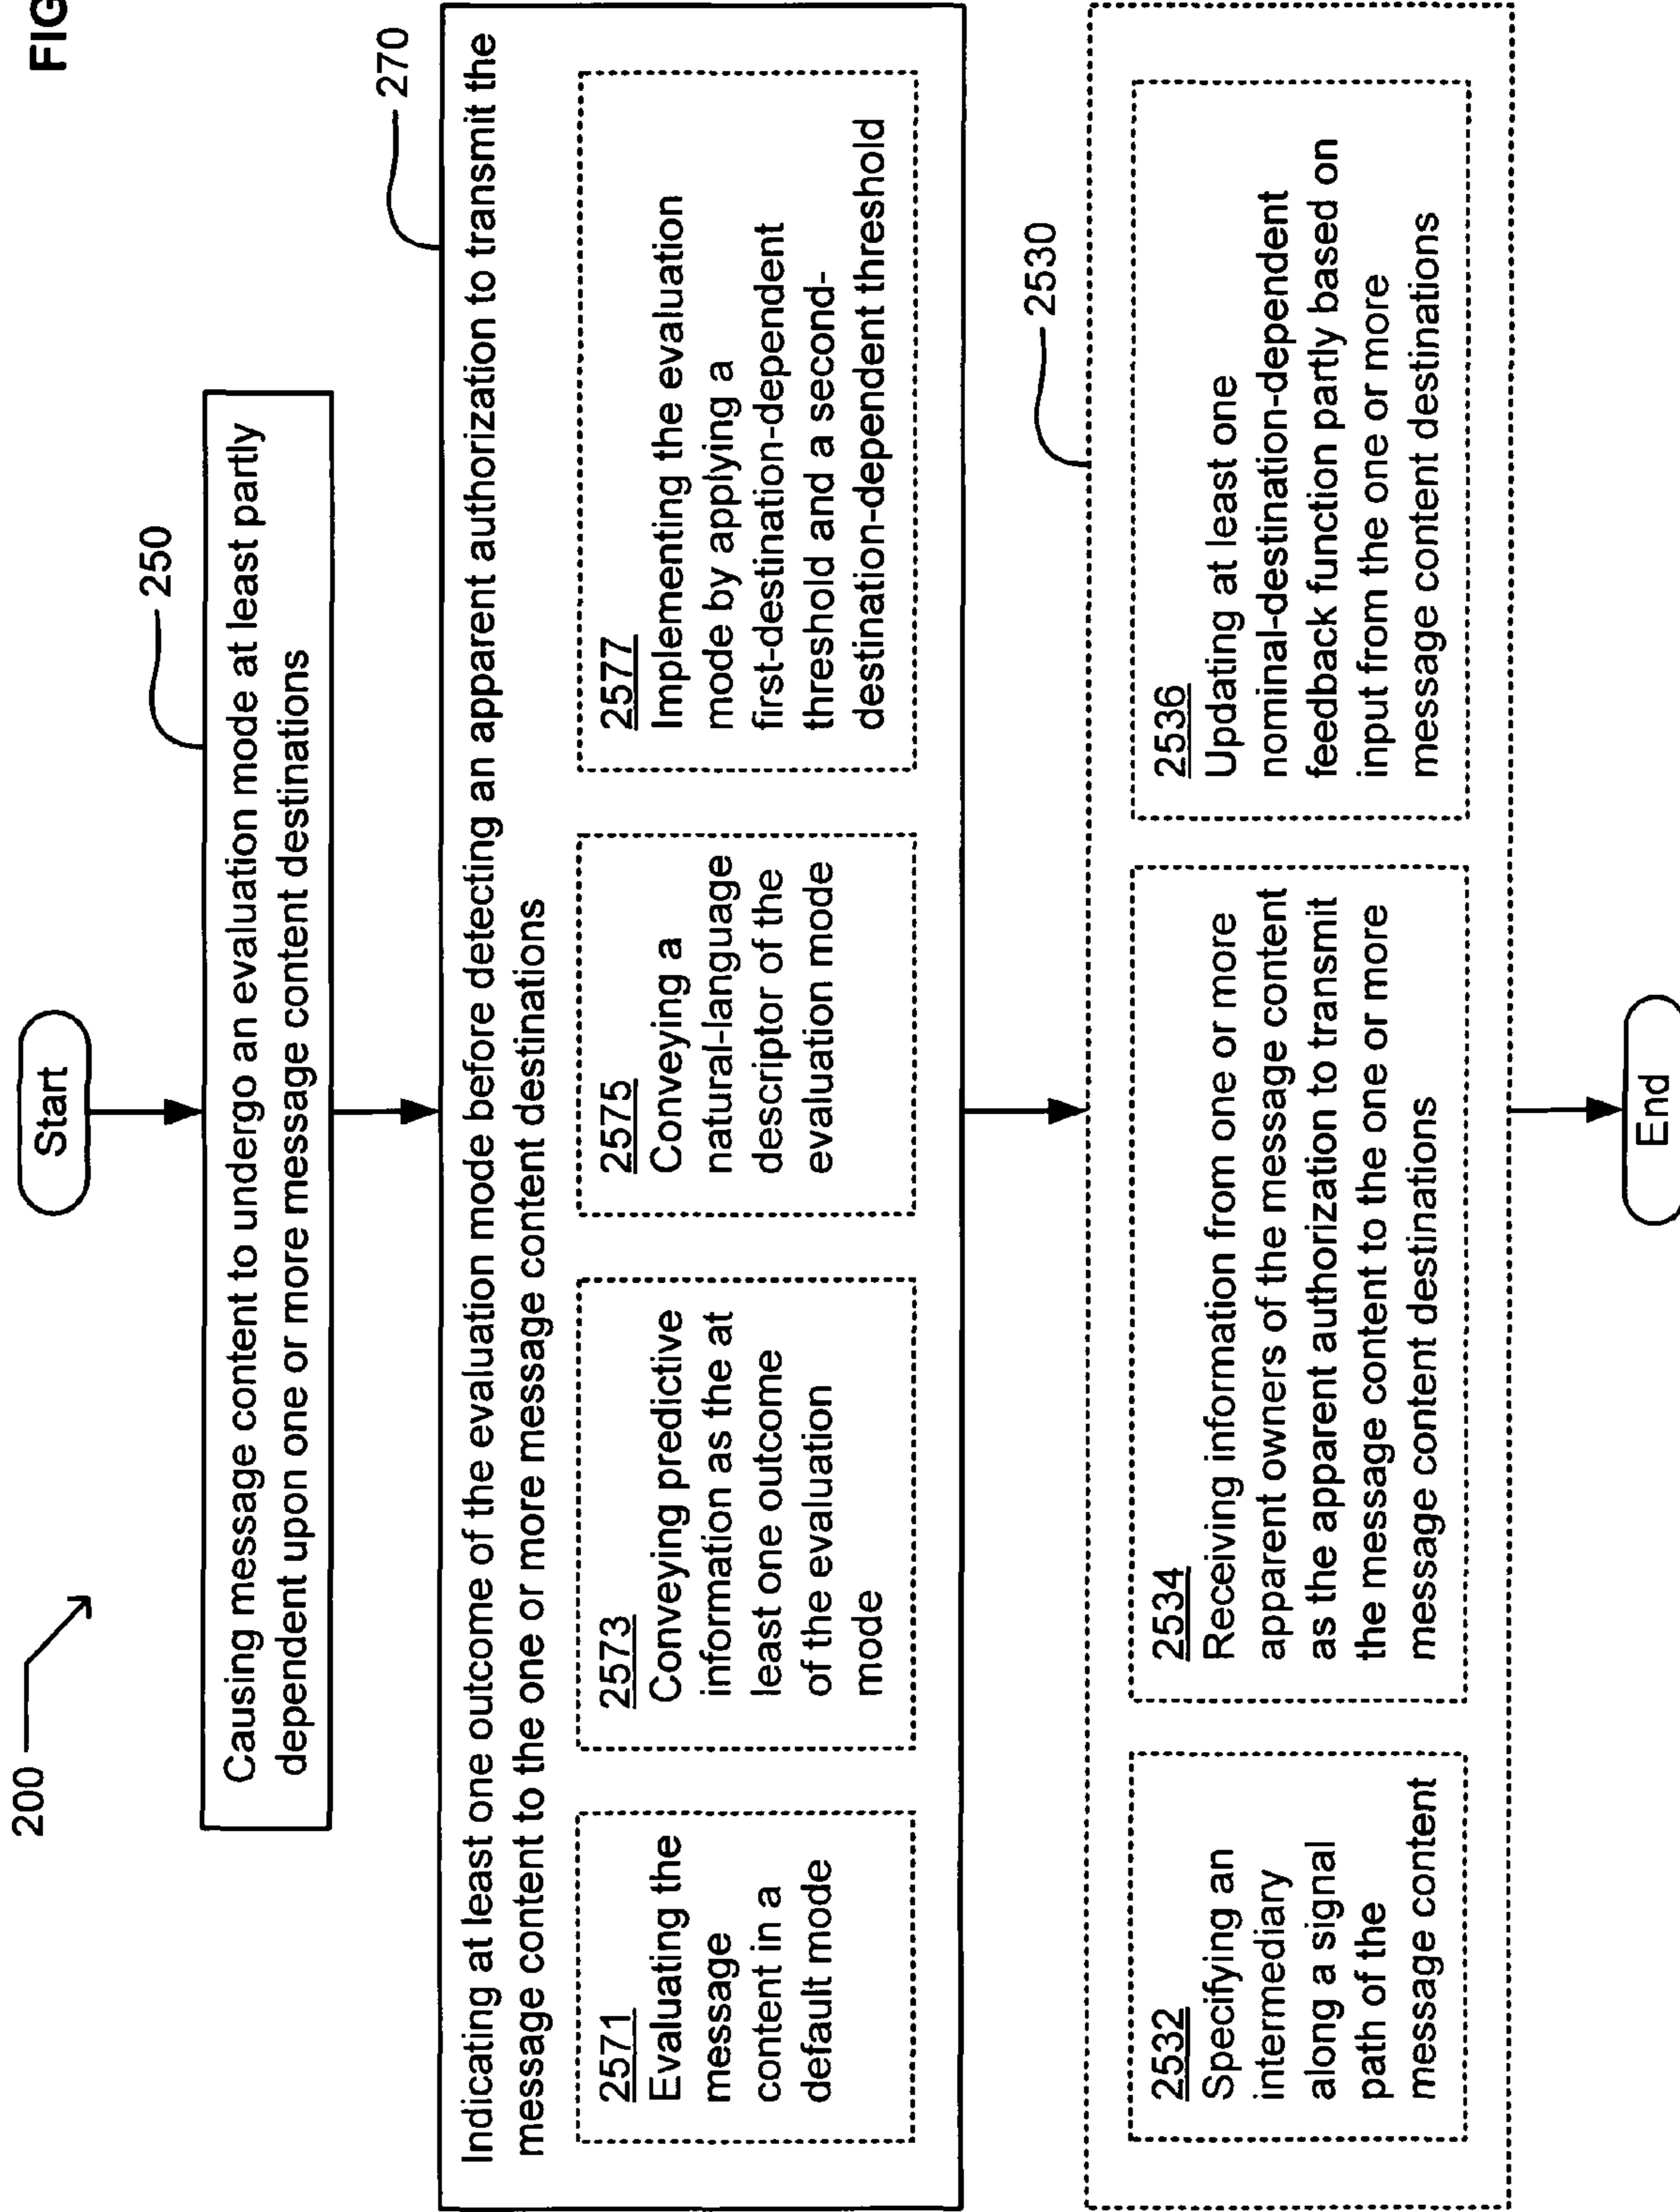 FIG
200
Start
250
Causing message content to undergo an evaluation mode at least partly
dependent upon one or more message content destinations
270
Indicating at least one outcome of the evaluation mode before detecting an apparent authorization to transmit the
message content to the one or more message content destinations
2571
Evaluating the
message
content in a
default mode
2573
Conveying predictive
information as the at
least one outcome
of the evaluation
mode
2575
Conveying a
natural-language
descriptor of the
evaluation mode
2577
Implementing the evaluation
mode by applying a
first-destination-dependent
threshold and a second-
destination-dependent threshold
2530
2532
Specifying an
intermediary
along a signal
path of the
message content
2534
Receiving information from one or more
apparent owners of the message content
as the apparent authorization to transmit
the message content to the one or more
message content destinations
2536
Updating at least one
nominal-destination-dependent
feedback function partly based on
input from the one or more
message content destinations
End